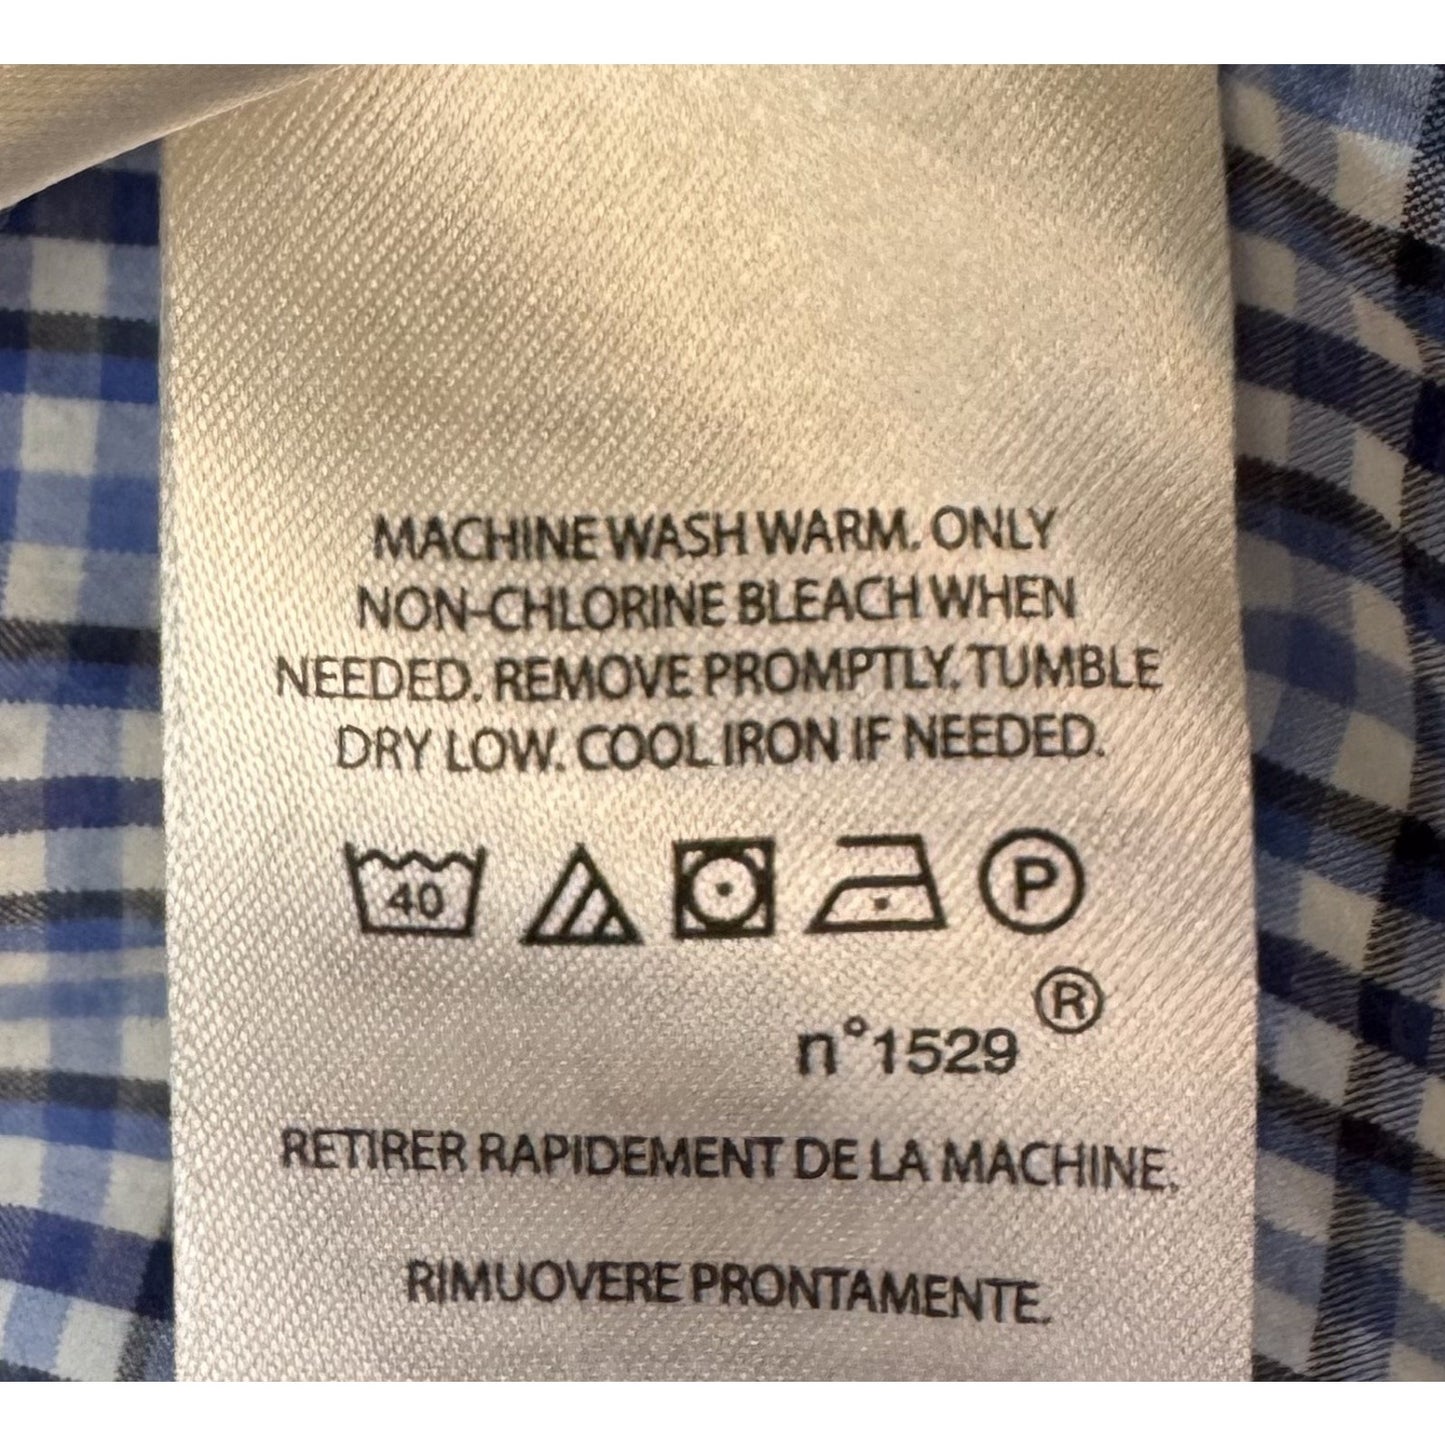 MACHINE WASH WARM. ONLY
NON-CHLORINE BLEACH WHEN
NEEDED. REMOVE PROMPTLY. TUMBLE
DRY LOW. COOL IRON IF NEEDED.
40 P
®
n°1529
RETIRER RAPIDEMENT DE LA MACHINE.
RIMUOVERE PRONTAMENTE.